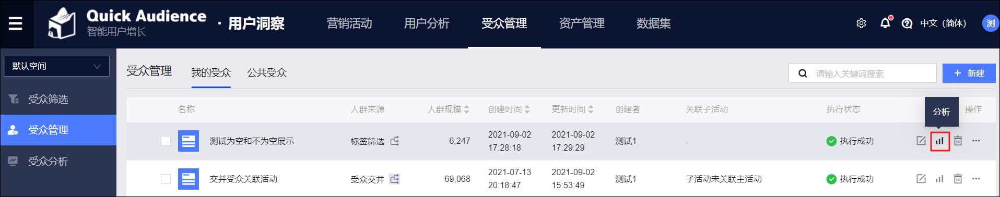 Quick Audience
智能用户增长
· 用户洞察
营销活动 用户分析 受众管理 资产管理 数据集
中文（简体）
测
默认空间
受众筛选
受众管理
受众分析
受众管理 我的受众 公共受众
请输入关键词搜索
+ 新建
名称 人群来源 人群规模 创建时间 更新时间 创建者 关联子活动 执行状态 操作
分析
测试为空和不为空展示 标签筛选 6,247 2021-09-02 17:28:18 2021-09-02 17:29:29 测试1 - 执行成功 ···
交并受众关联活动 受众交并 69,068 2021-07-13 20:18:47 2021-09-02 15:53:49 测试1 子活动未关联主活动 执行成功 ···